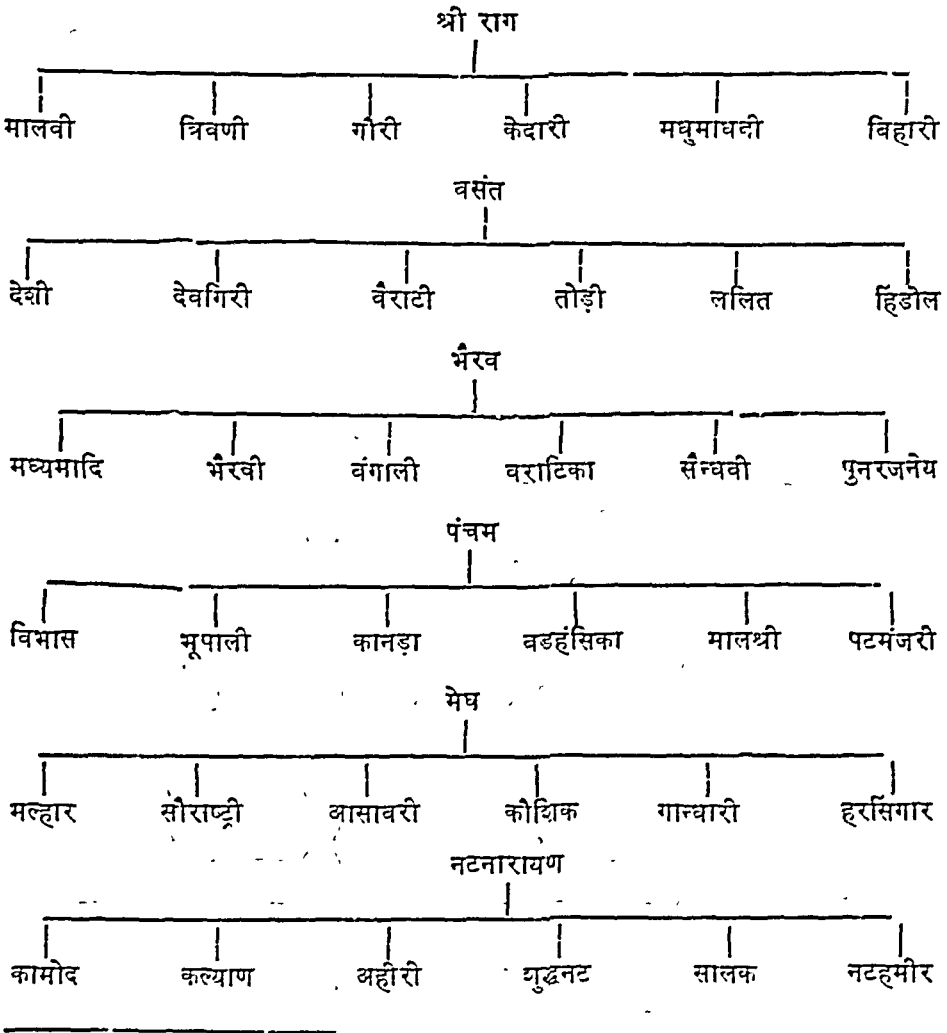 श्री राग
मालवी त्रिवणी गौरी केदारी मधुमाधवी बिहारी
वसंत
देशी देवगिरी वैराटी तोड़ी ललित हिंडोल
भैरव
मध्यमादि भैरवी बंगाली वराटिका सैन्धवी पुनरजनेय
पंचम
विभास भूपाली कानड़ा वडहंसिका मालश्री पटमंजरी
मेघ
मल्हार सौराष्ट्री आसावरी कौशिक गान्धारी हरसिंगार
नटनारायण
कामोद कल्याण अहीरी शुद्धनट सालक नटहमीर